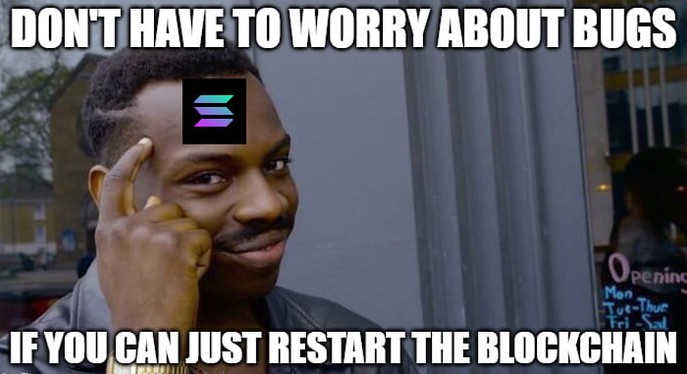 DON'T HAVE TO WORRY ABOUT BUGS
Opening
Mon
Tue-Thur
Fri-Sat
IF YOU CAN JUST RESTART THE BLOCKCHAIN